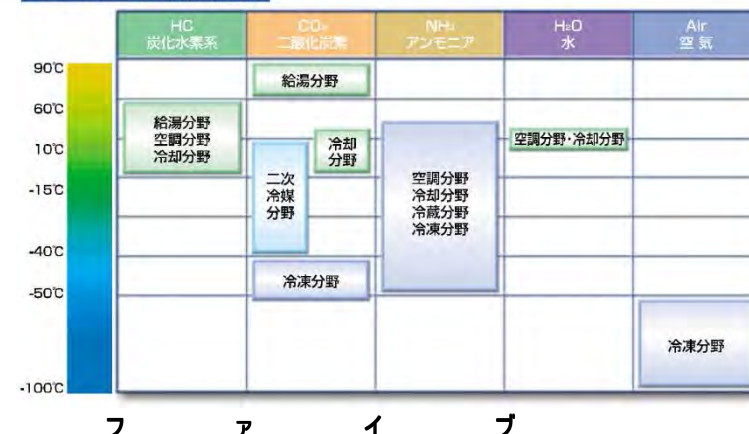 HC
炭化水素系
CO₂
二酸化炭素
NH₃
アンモニア
H₂O
水
Air
空気
90℃
60℃
10℃
-15℃
-40℃
-50℃
-100℃
給湯分野
空調分野
冷却分野
給湯分野
冷却
分野
二次
冷媒
分野
冷凍分野
空調分野
冷却分野
冷蔵分野
冷凍分野
空調分野・冷却分野
冷凍分野
ファイブ